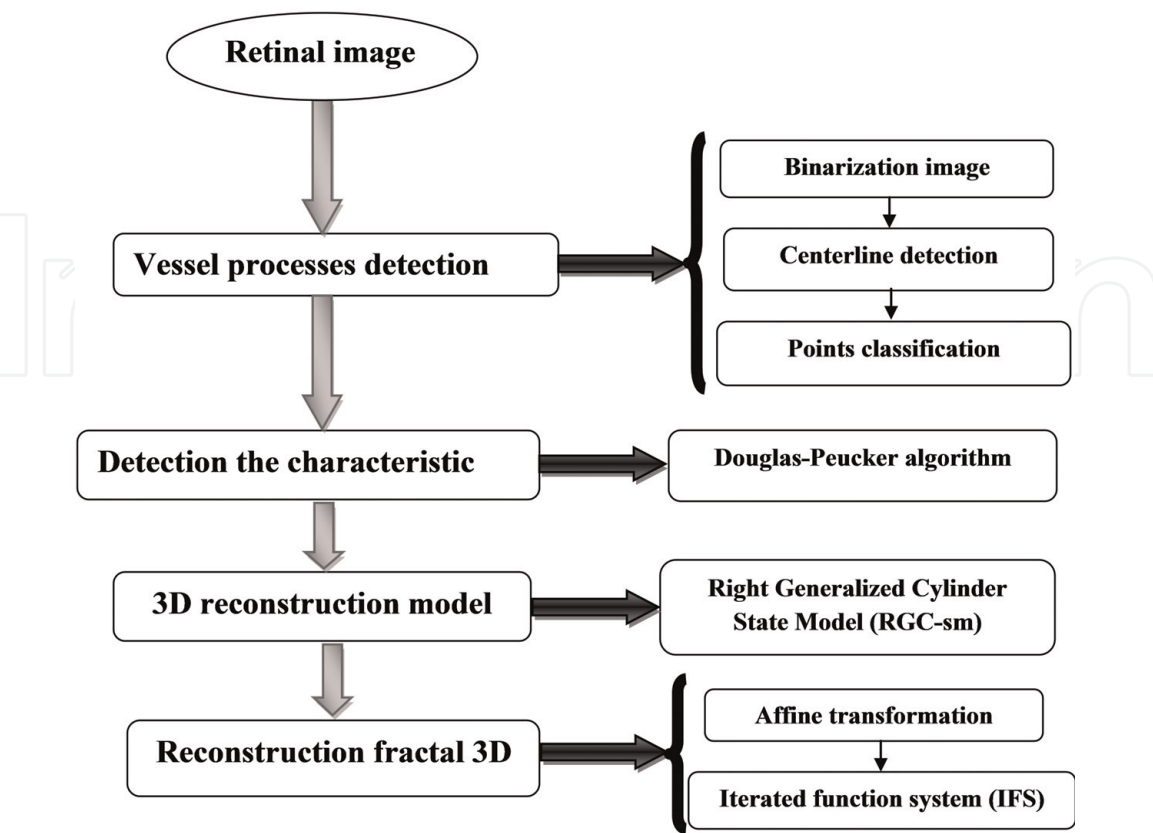 Retinal image
Vessel processes detection
Binarization image
Centerline detection
Points classification
Detection the characteristic
Douglas-Peucker algorithm
3D reconstruction model
Right Generalized Cylinder
State Model (RGC-sm)
Reconstruction fractal 3D
Affine transformation
Iterated function system (IFS)